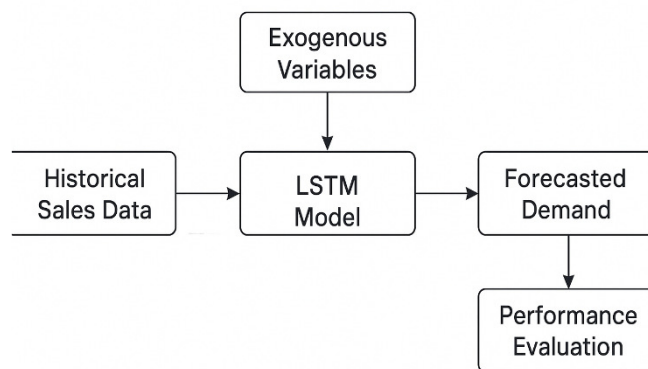 Exogenous
Variables
Historical
Sales Data
LSTM
Model
Forecasted
Demand
Performance
Evaluation